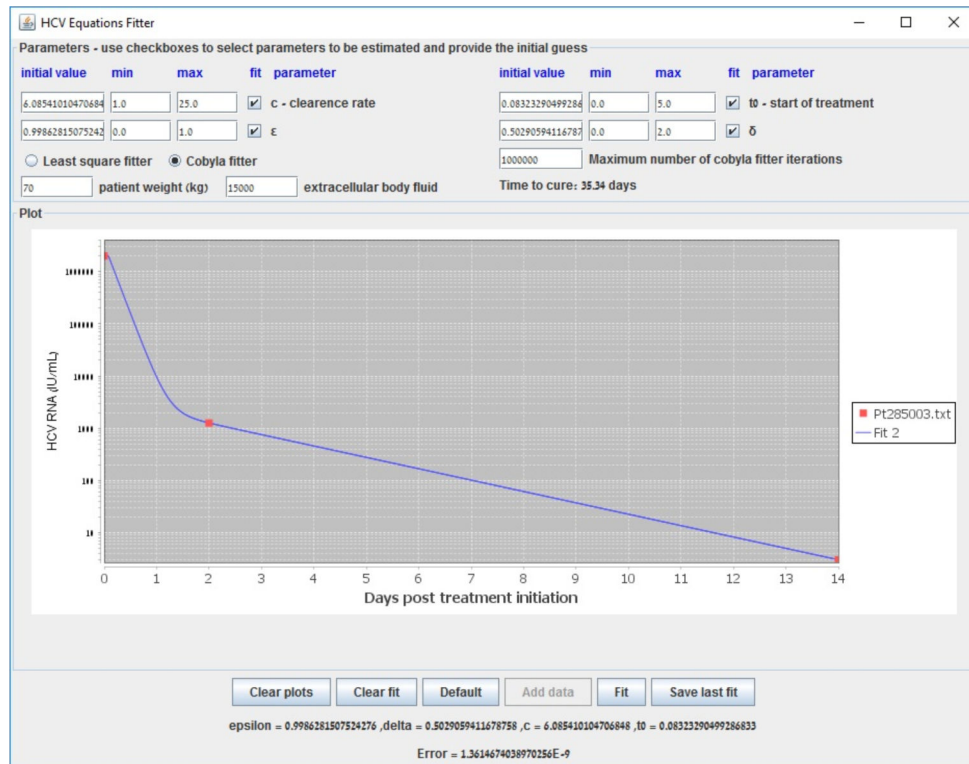 HCV Equations Fitter
Parameters - use checkboxes to select parameters to be estimated and provide the initial guess
initial value min max fit parameter initial value min max fit parameter
6.08541010470684 1.0 25.0 c - clearence rate 0.08323290499286 0.0 5.0 t0 - start of treatment
0.99862815075242 0.0 1.0 ε 0.50290594116787 0.0 2.0 δ
Least square fitter Cobyla fitter 1000000 Maximum number of cobyla fitter iterations
70 patient weight (kg) 15000 extracellular body fluid Time to cure: 35.34 days
Plot
1000000
100000
10000
1000
100
10
HCV RNA (IU/mL)
0 1 2 3 4 5 6 7 8 9 10 11 12 13 14
Days post treatment initiation
Pt285003.txt
Fit 2
Clear plots Clear fit Default Add data Fit Save last fit
epsilon = 0.9986281507524276 ,delta = 0.5029059411678758 ,c = 6.085410104706848 ,t0 = 0.08323290499286833
Error = 1.3614674038970256E-9